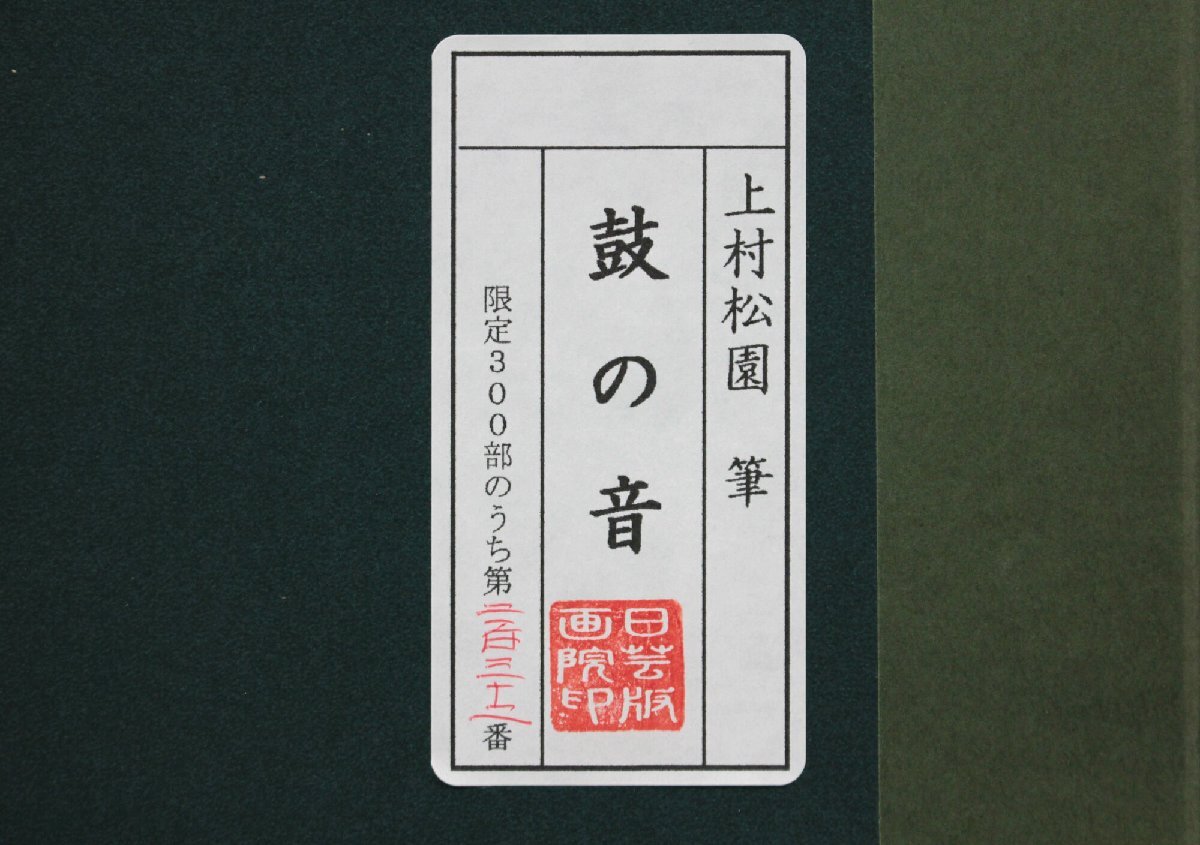 上村松園 筆
鼓の音
日芸版
画院印
限定300部のうち第二百三十番